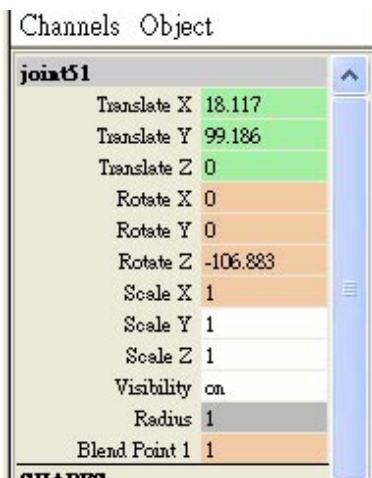 Channels Object
joint51
Translate X 18.117
Translate Y 99.186
Translate Z 0
Rotate X 0
Rotate Y 0
Rotate Z -106.883
Scale X 1
Scale Y 1
Scale Z 1
Visibility on
Radius 1
Blend Point 1 1
SHAPES